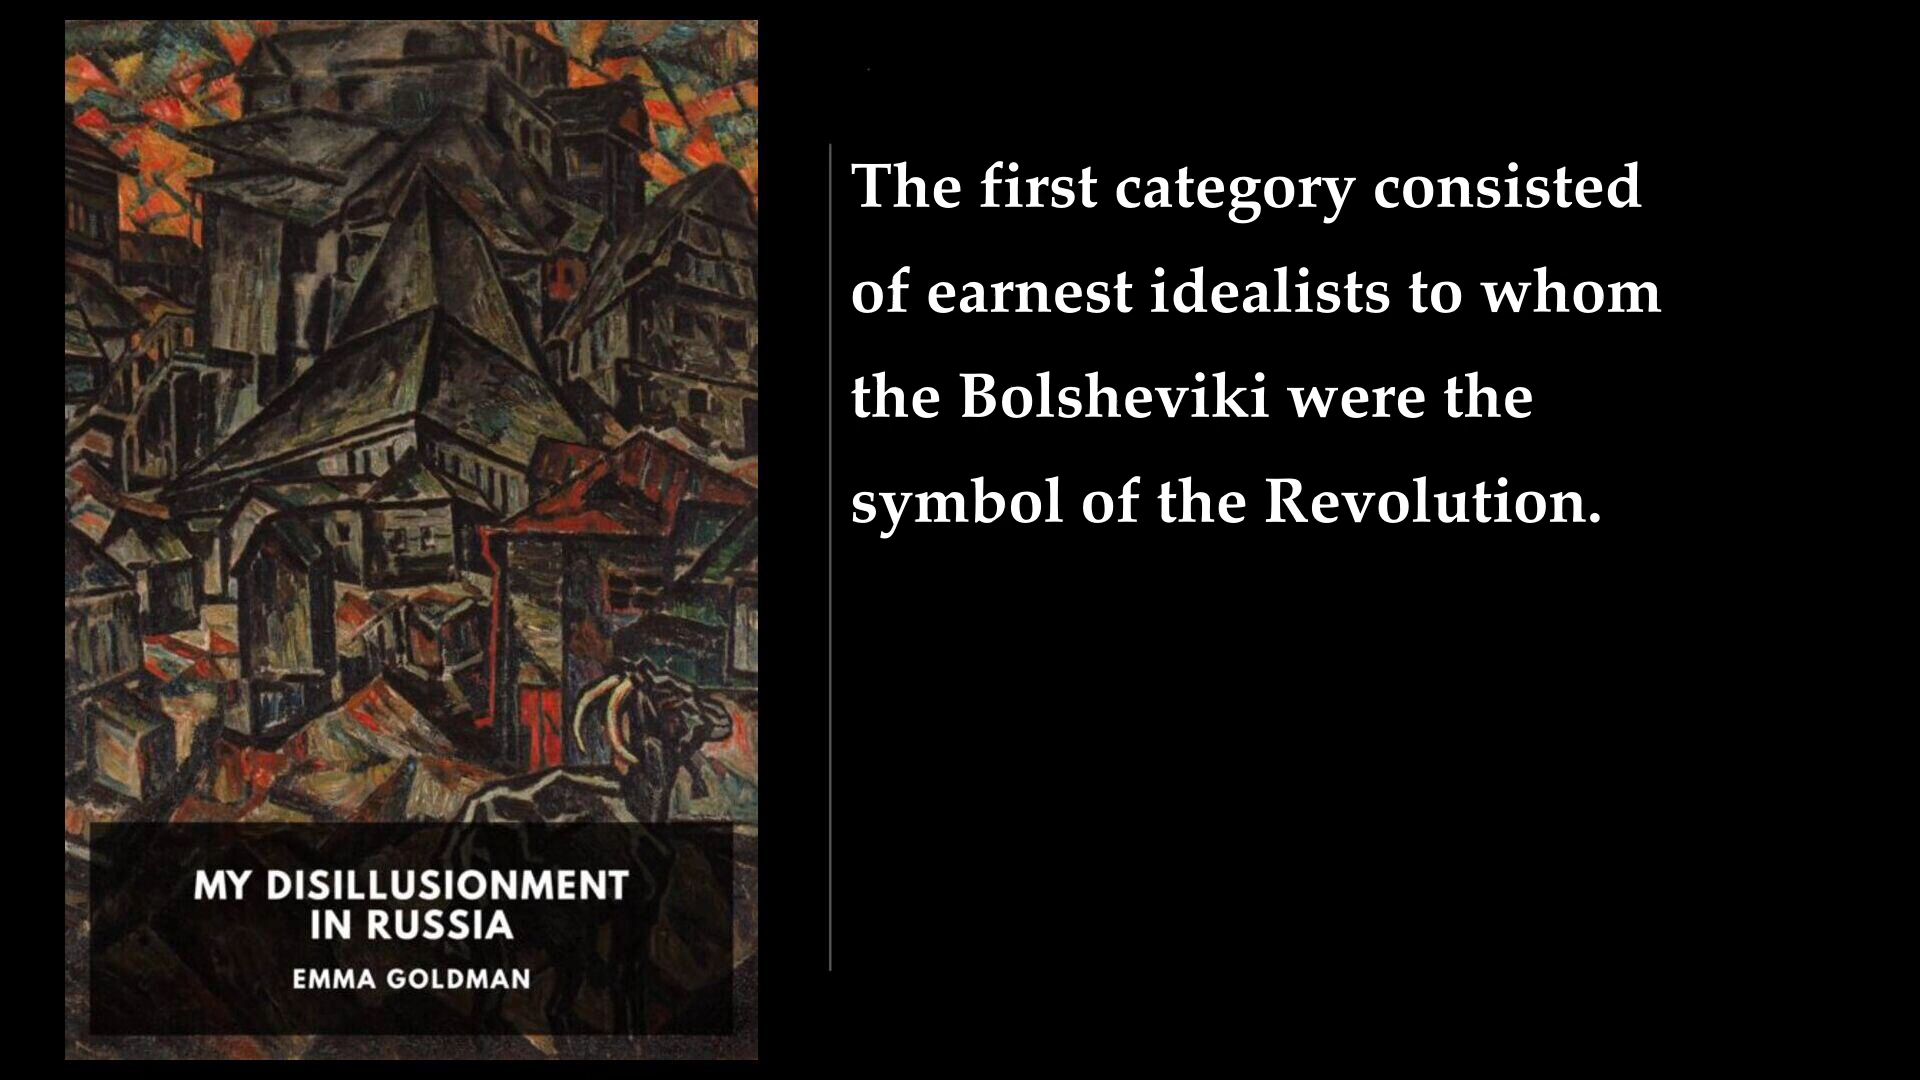 MY DISILLUSIONMENT
IN RUSSIA
EMMA GOLDMAN
The first category consisted
of earnest idealists to whom
the Bolsheviki were the
symbol of the Revolution.